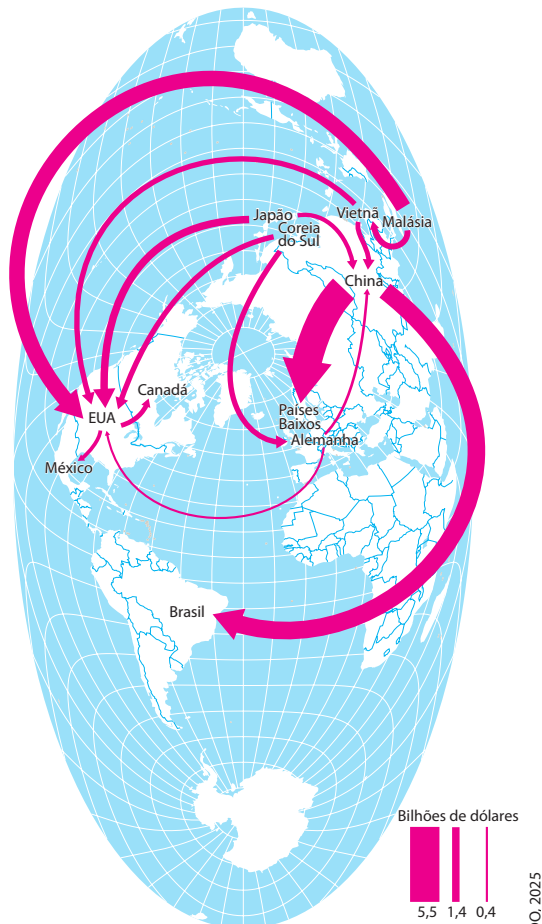 Japão
Coreia
do Sul
Vietnã
Malásia
China
Canadá
EUA
México
Países
Baixos
Alemanha
Brasil
Bilhões de dólares
5,5 1,4 0,4
O, 2025